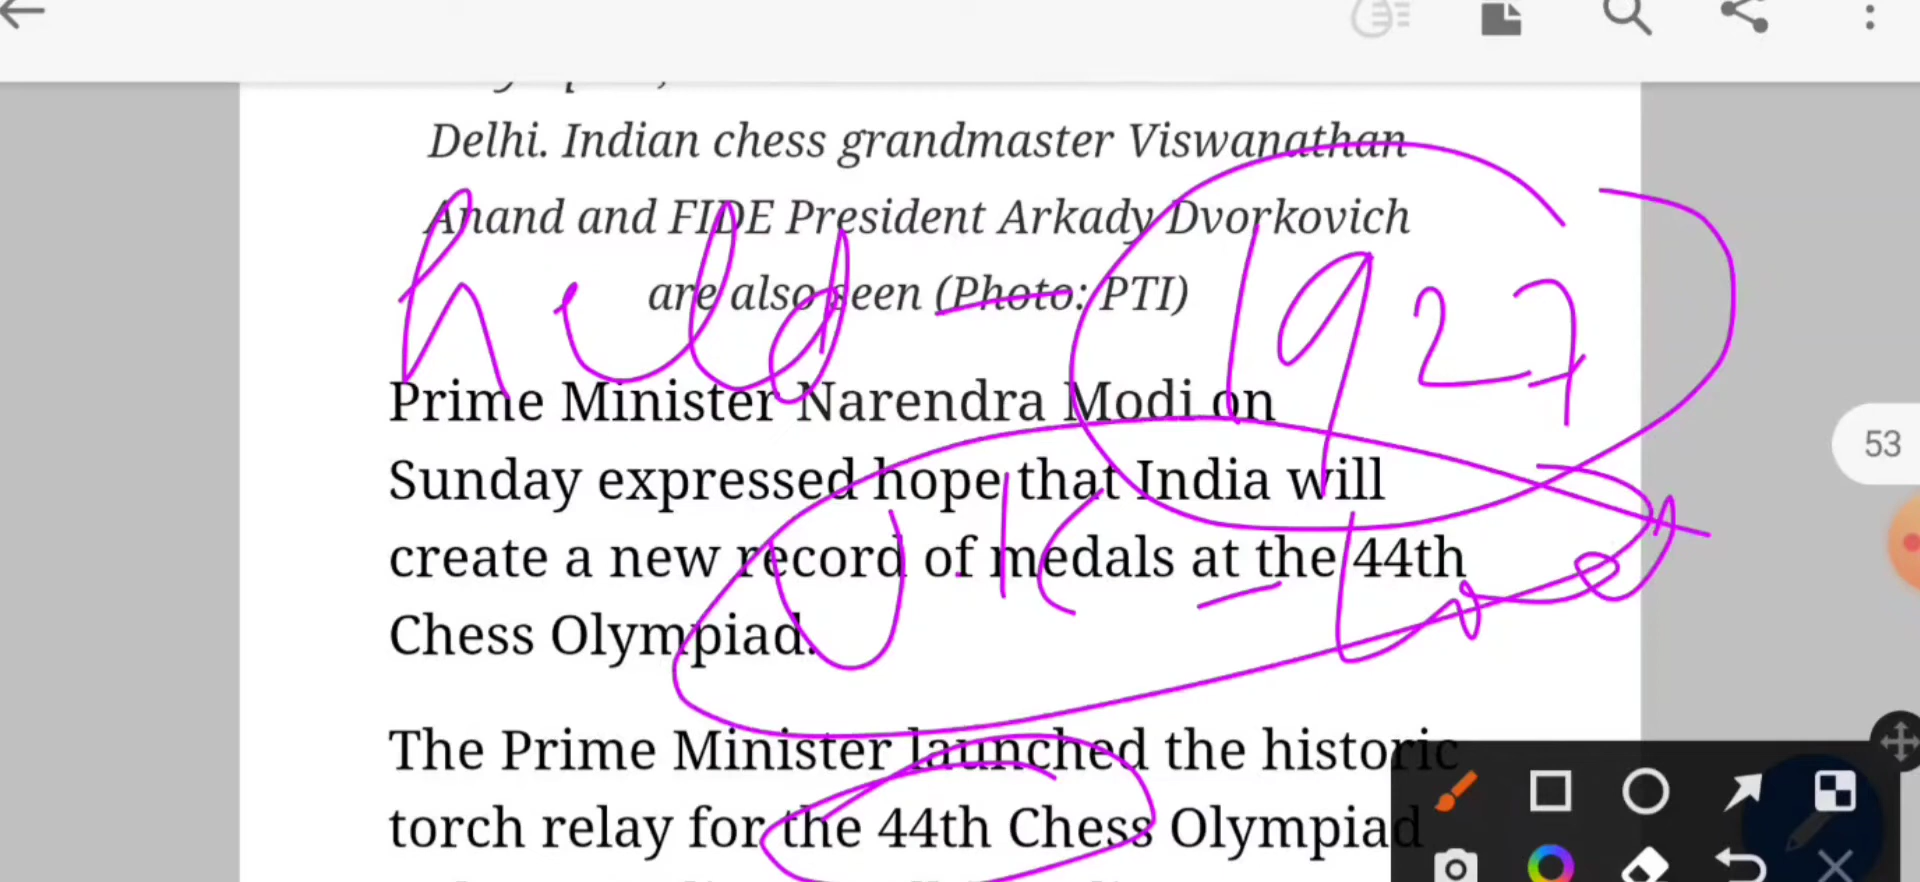 Delhi. Indian chess grandmaster Viswanathan
Anand and FIDE President Arkady Dvorkovich
are also seen (Photo: PTI)
held - 1927
Prime Minister Narendra Modi on
Sunday expressed hope that India will
create a new record of medals at the 44th
Chess Olympiad.
UK - London
The Prime Minister launched the historic
torch relay for the 44th Chess Olympiad
53